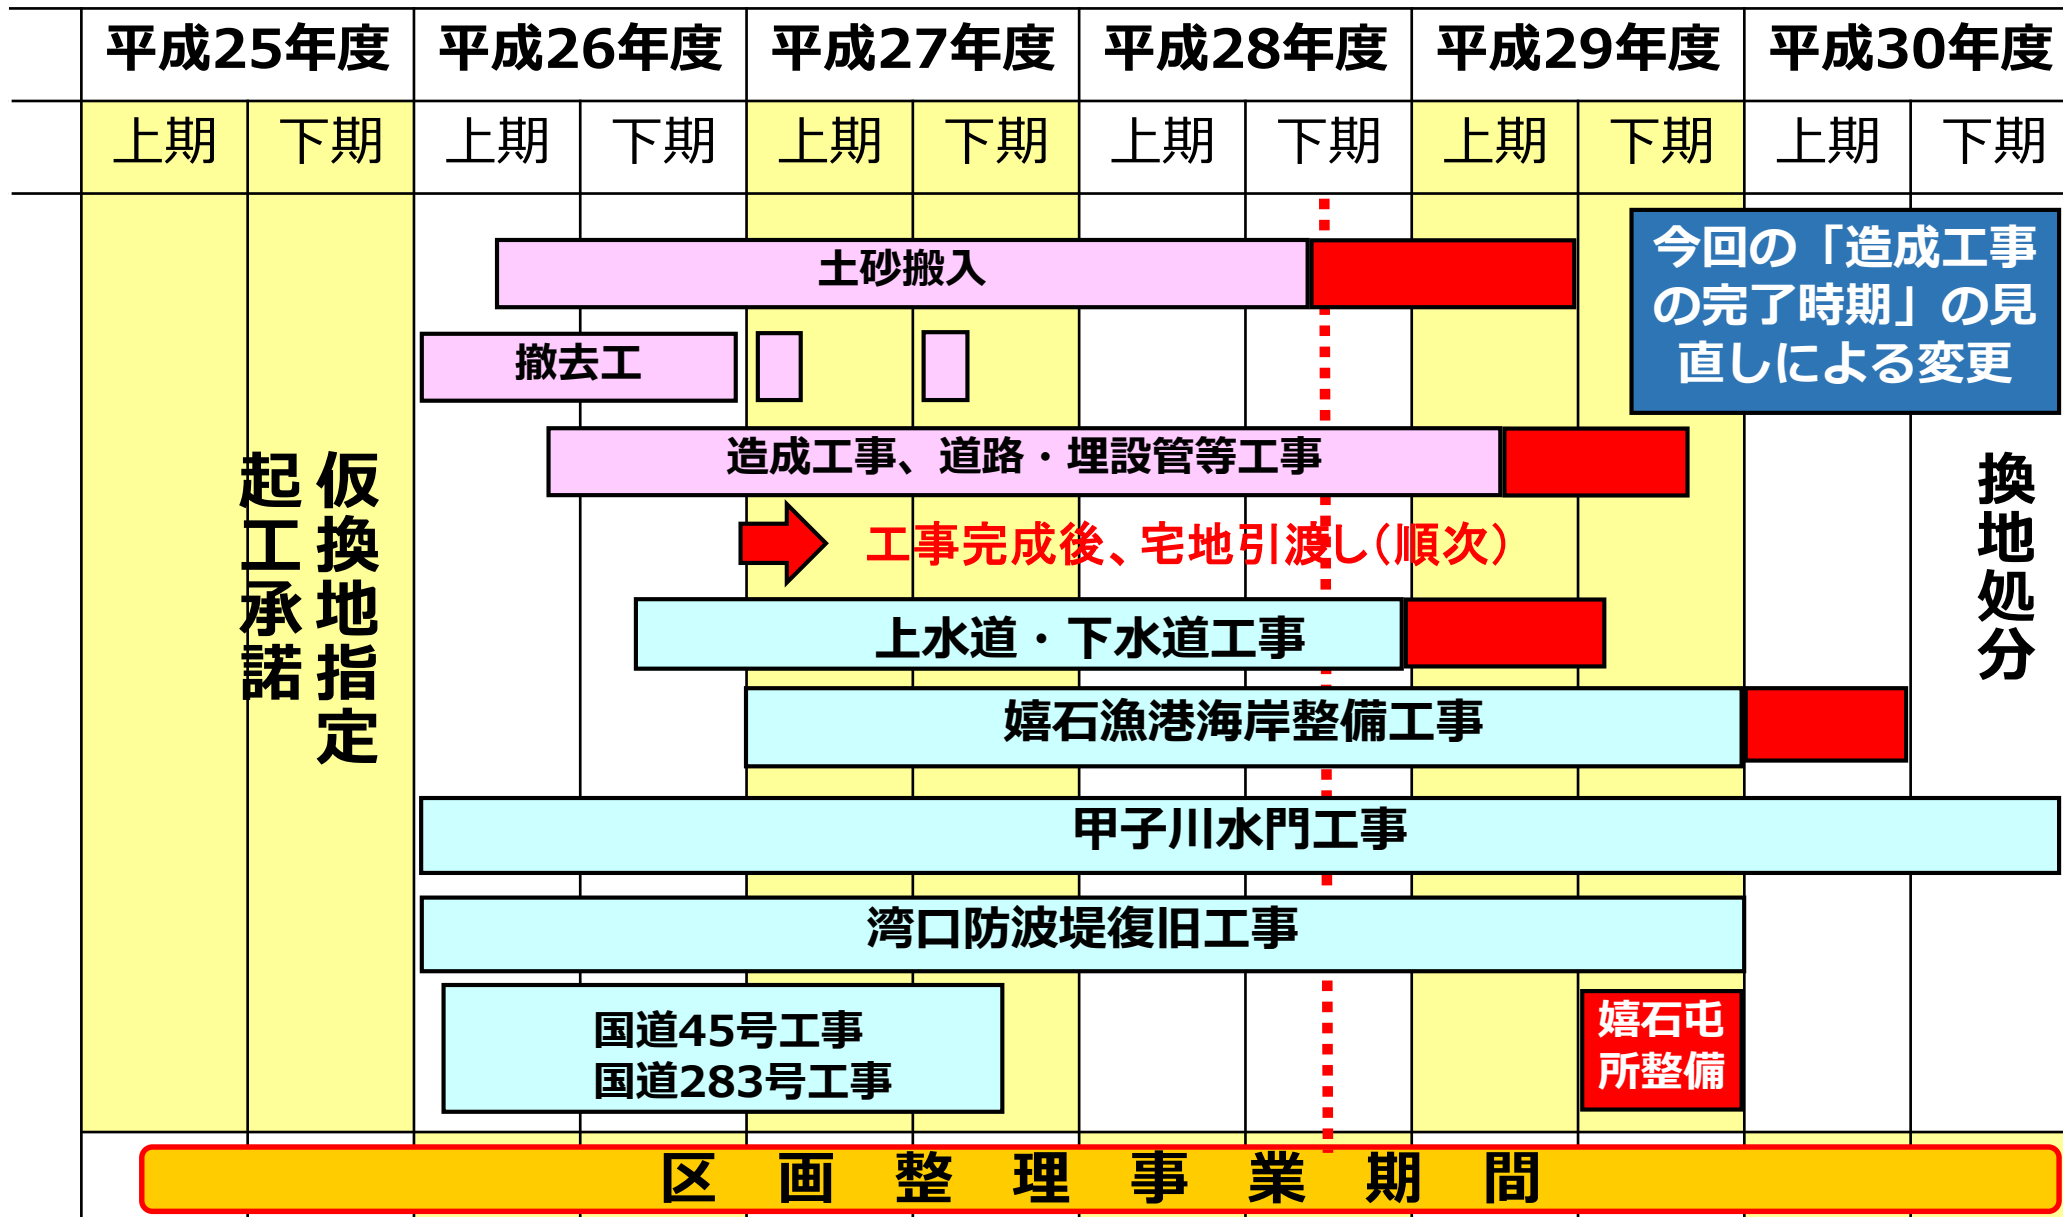 平成25年度 平成26年度 平成27年度 平成28年度 平成29年度 平成30年度
上期 下期 上期 下期 上期 下期 上期 下期 上期 下期 上期 下期
今回の「造成工事
の完了時期」の見
直しによる変更
土砂搬入
撤去工
造成工事、道路・埋設管等工事
仮換地指定
起工承諾
換地処分
工事完成後、宅地引渡し(順次)
上水道・下水道工事
嬉石漁港海岸整備工事
甲子川水門工事
湾口防波堤復旧工事
国道45号工事
国道283号工事
嬉石屯
所整備
区画整理事業期間